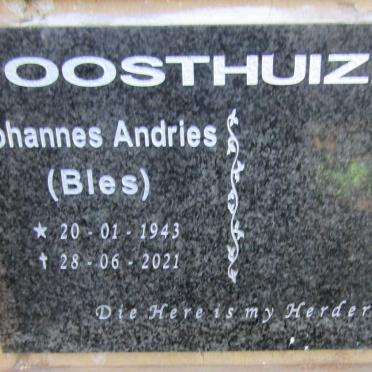 OOSTHUIZ
ohannes Andries
(Bles)
★ 20 - 01 - 1943
✝ 28 - 06 - 2021
Die Here is my Herder